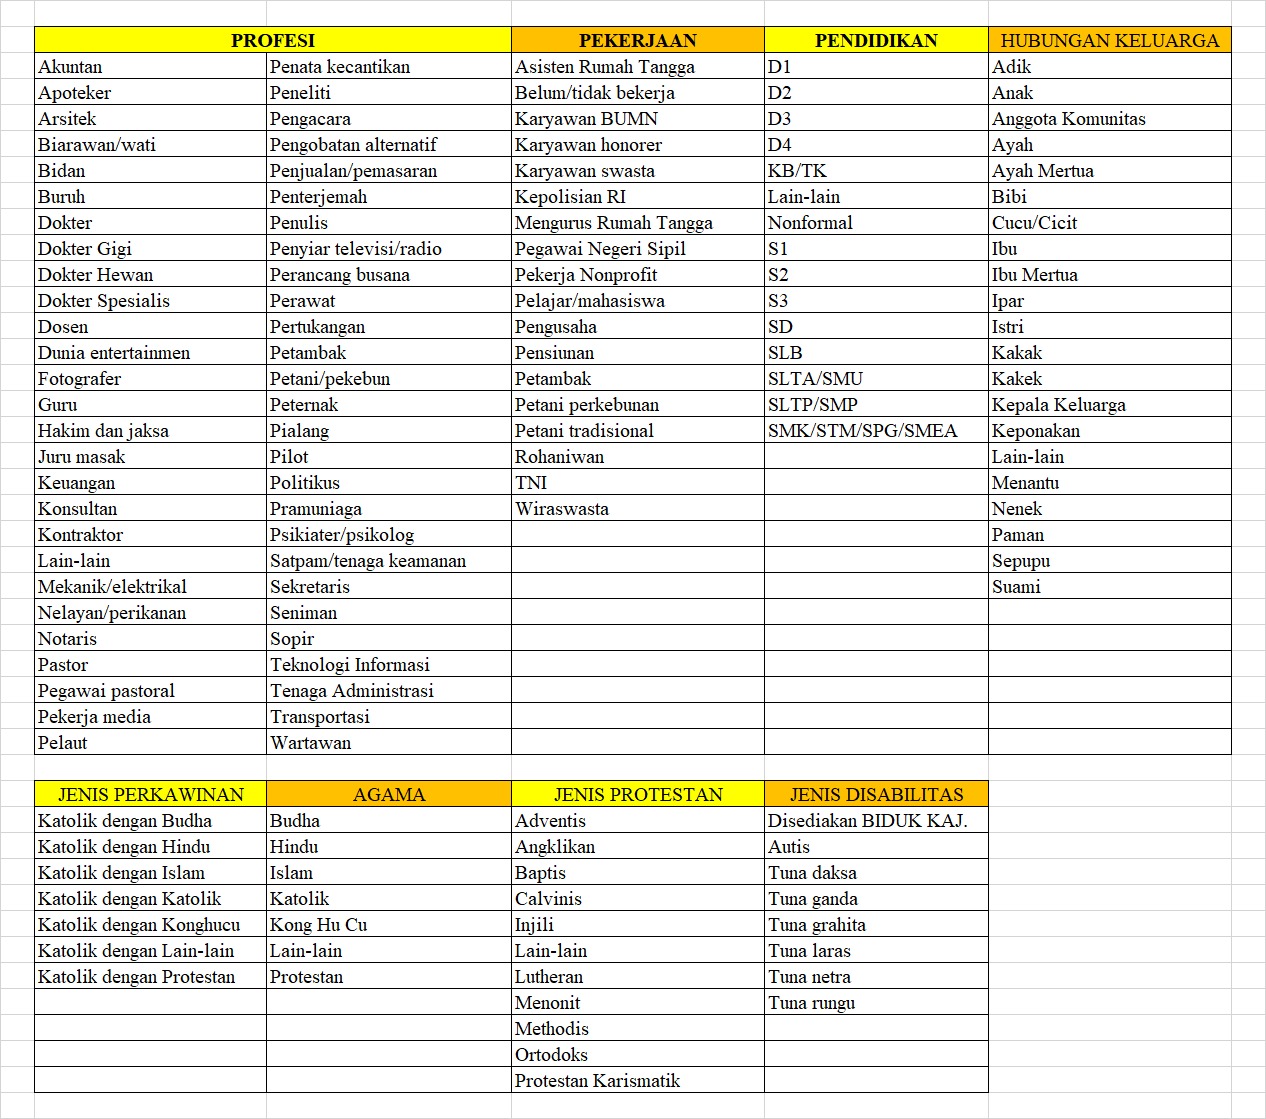 PROFESI PEKERJAAN PENDIDIKAN HUBUNGAN KELUARGA
Akuntan Penata kecantikan Asisten Rumah Tangga D1 Adik
Apoteker Peneliti Belum/tidak bekerja D2 Anak
Arsitek Pengacara Karyawan BUMN D3 Anggota Komunitas
Biarawan/wati Pengobatan alternatif Karyawan honorer D4 Ayah
Bidan Penjualan/pemasaran Karyawan swasta KB/TK Ayah Mertua
Buruh Penterjemah Kepolisian RI Lain-lain Bibi
Dokter Penulis Mengurus Rumah Tangga Nonformal Cucu/Cicit
Dokter Gigi Penyiar televisi/radio Pegawai Negeri Sipil S1 Ibu
Dokter Hewan Perancang busana Pekerja Nonprofit S2 Ibu Mertua
Dokter Spesialis Perawat Pelajar/mahasiswa S3 Ipar
Dosen Pertukangan Pengusaha SD Istri
Dunia entertainmen Petambak Pensiunan SLB Kakak
Fotografer Petani/pekebun Petambak SLTA/SMU Kakek
Guru Peternak Petani perkebunan SLTP/SMP Kepala Keluarga
Hakim dan jaksa Pialang Petani tradisional SMK/STM/SPG/SMEA Keponakan
Juru masak Pilot Rohaniwan Lain-lain
Keuangan Politikus TNI Menantu
Konsultan Pramuniaga Wiraswasta Nenek
Kontraktor Psikiater/psikolog Paman
Lain-lain Satpam/tenaga keamanan Sepupu
Mekanik/elektrikal Sekretaris Suami
Nelayan/perikanan Seniman
Notaris Sopir
Pastor Teknologi Informasi
Pegawai pastoral Tenaga Administrasi
Pekerja media Transportasi
Pelaut Wartawan
JENIS PERKAWINAN AGAMA JENIS PROTESTAN JENIS DISABILITAS
Katolik dengan Budha Budha Adventis Disediakan BIDUK KAJ.
Katolik dengan Hindu Hindu Angklikan Autis
Katolik dengan Islam Islam Baptis Tuna daksa
Katolik dengan Katolik Katolik Calvinis Tuna ganda
Katolik dengan Konghucu Kong Hu Cu Injili Tuna grahita
Katolik dengan Lain-lain Lain-lain Lain-lain Tuna laras
Katolik dengan Protestan Protestan Lutheran Tuna netra
Menonit Tuna rungu
Methodis
Ortodoks
Protestan Karismatik